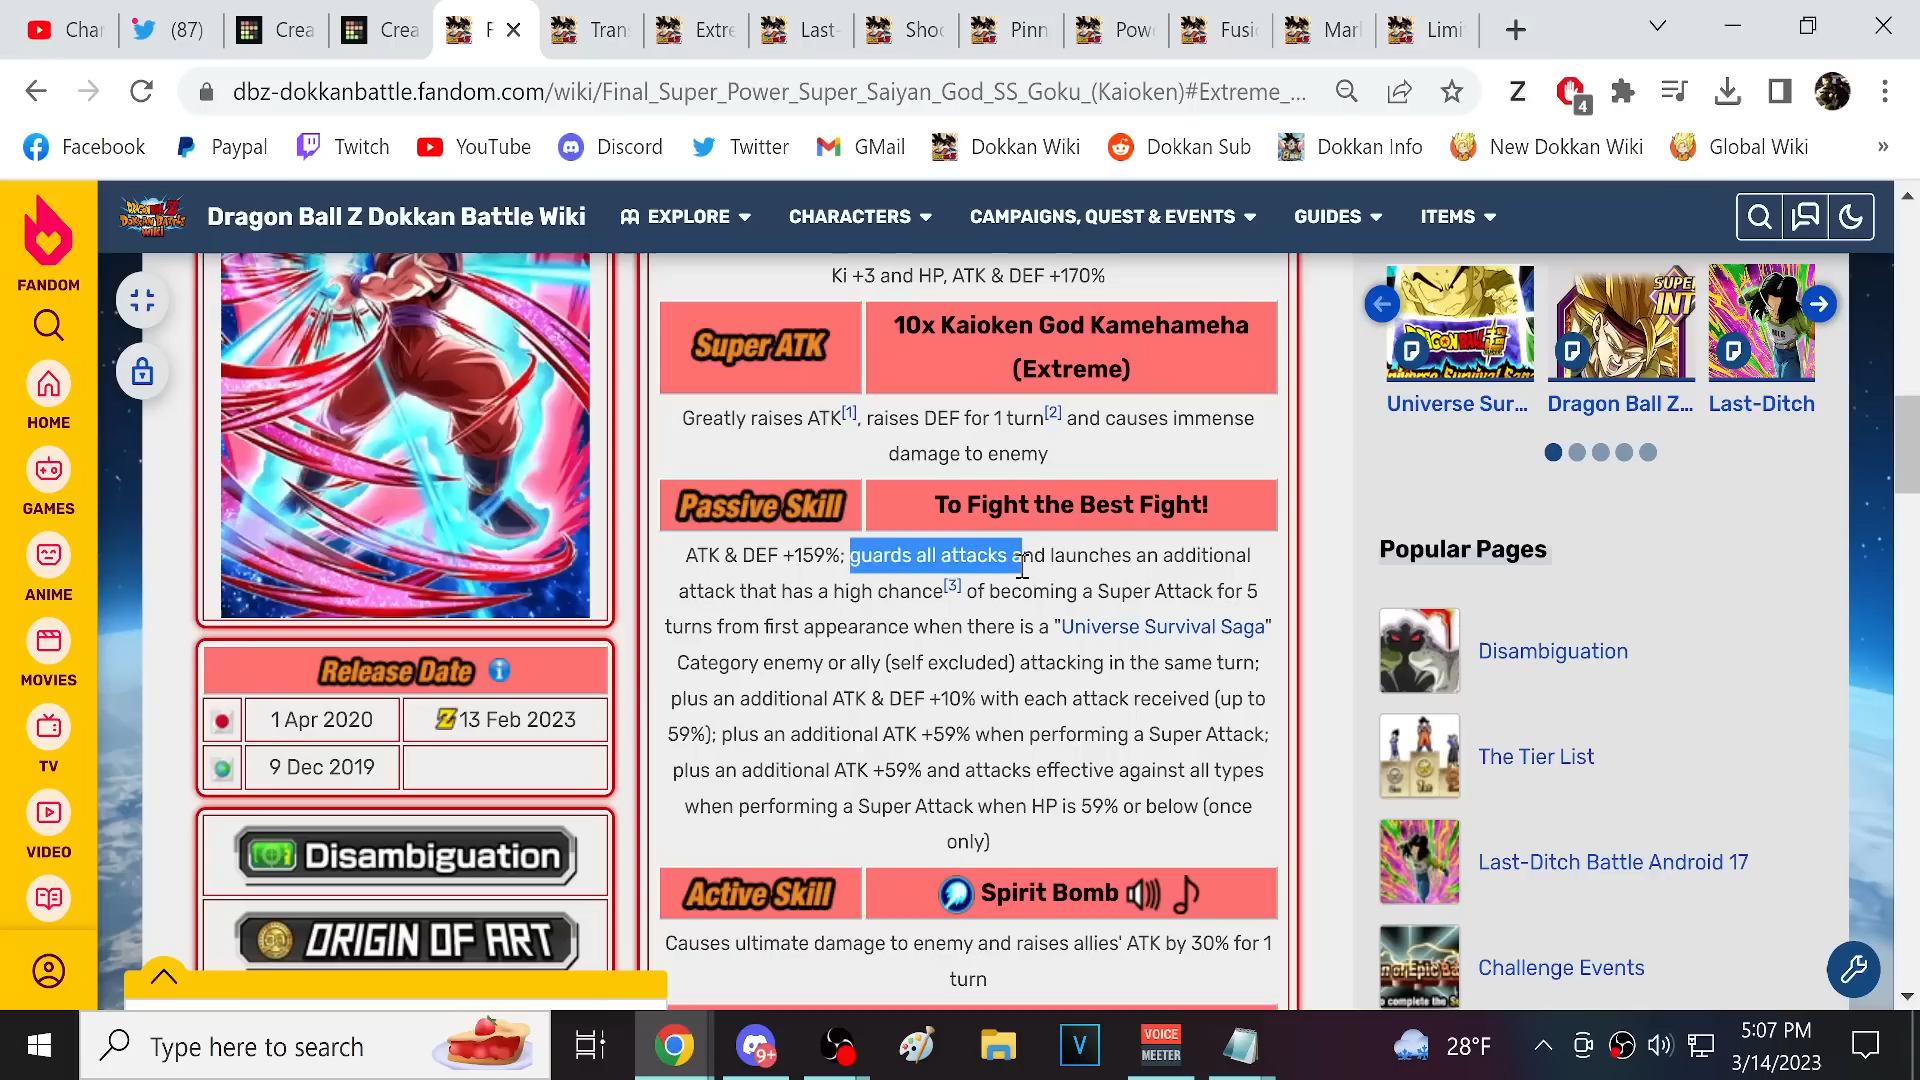 Char
(87)
Crea
Crea
F
Tran
Extre
Last-
Shoc
Pinn
Pow
Fusi
Marl
Limi
dbz-dokkanbattle.fandom.com/wiki/Final_Super_Power_Super_Saiyan_God_SS_Goku_(Kaioken)#Extreme_...
Z
4
Facebook
Paypal
Twitch
YouTube
Discord
Twitter
GMail
Dokkan Wiki
Dokkan Sub
Dokkan Info
New Dokkan Wiki
Global Wiki
»
Dragon Ball Z Dokkan Battle Wiki
EXPLORE
CHARACTERS
CAMPAIGNS, QUEST & EVENTS
GUIDES
ITEMS
FANDOM
HOME
GAMES
ANIME
MOVIES
TV
VIDEO
Ki +3 and HP, ATK & DEF +170%
Super ATK
10x Kaioken God Kamehameha
(Extreme)
Greatly raises ATK[1], raises DEF for 1 turn[2] and causes immense
damage to enemy
Passive Skill
To Fight the Best Fight!
ATK & DEF +159%; guards all attacks and launches an additional
attack that has a high chance[3] of becoming a Super Attack for 5
turns from first appearance when there is a "Universe Survival Saga"
Category enemy or ally (self excluded) attacking in the same turn;
plus an additional ATK & DEF +10% with each attack received (up to
59%); plus an additional ATK +59% when performing a Super Attack;
plus an additional ATK +59% and attacks effective against all types
when performing a Super Attack when HP is 59% or below (once
only)
Active Skill
Spirit Bomb
Causes ultimate damage to enemy and raises allies' ATK by 30% for 1
turn
Release Date
1 Apr 2020
Z 13 Feb 2023
9 Dec 2019
Disambiguation
ORIGIN OF ART
Universe Sur...
Dragon Ball Z...
Last-Ditch
Popular Pages
Disambiguation
The Tier List
Last-Ditch Battle Android 17
Challenge Events
Type here to search
9+
V
VOICE
MEETER
28°F
5:07 PM
3/14/2023